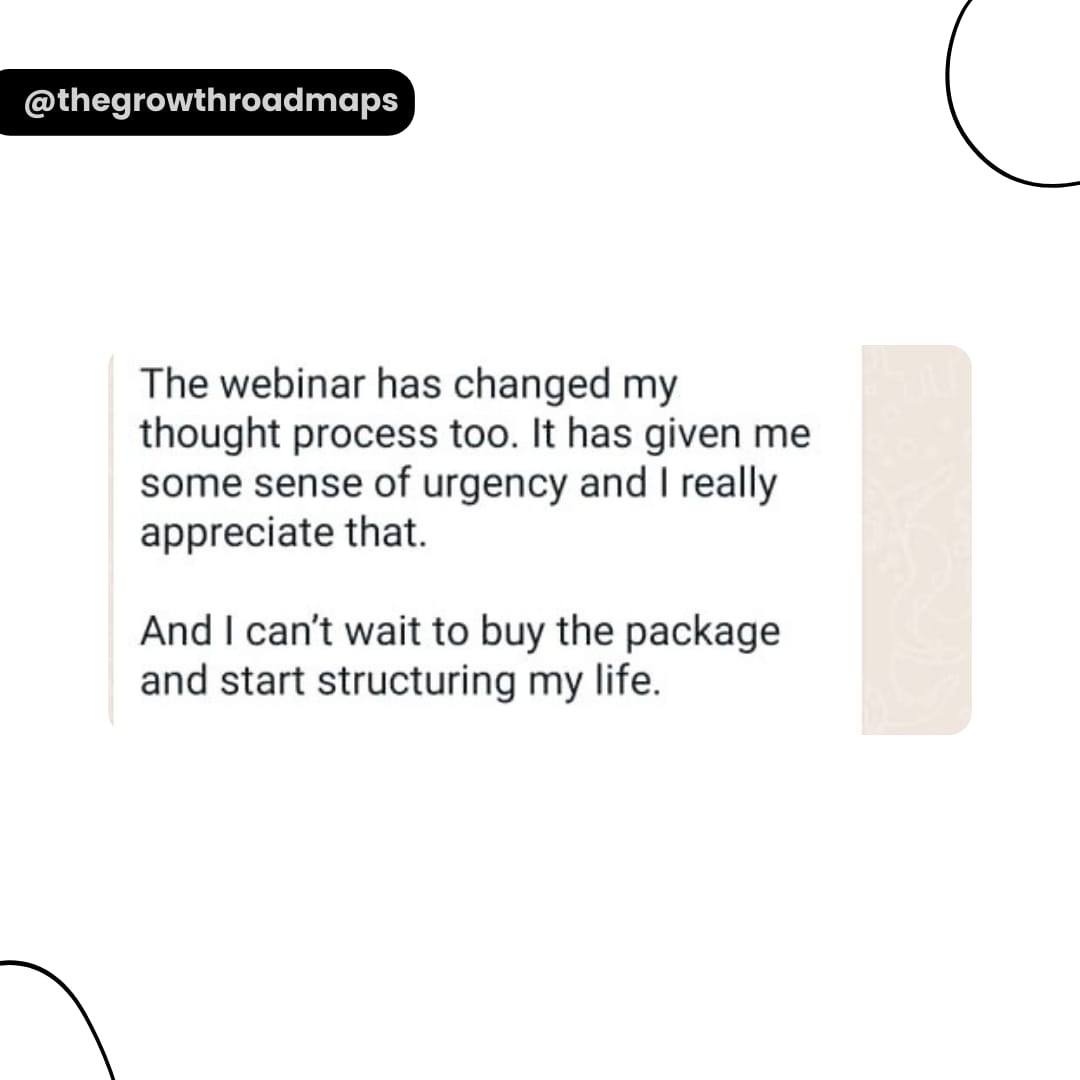 @thegrowthroadmaps
The webinar has changed my
thought process too. It has given me
some sense of urgency and I really
appreciate that.
And I can’t wait to buy the package
and start structuring my life.